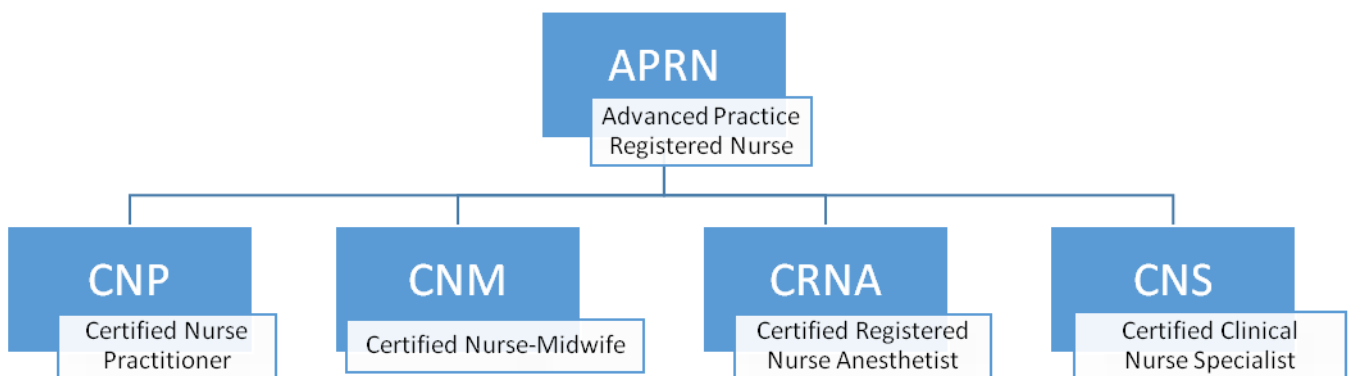 APRN
Advanced Practice
Registered Nurse
CNP
Certified Nurse
Practitioner
CNM
Certified Nurse-Midwife
CRNA
Certified Registered
Nurse Anesthetist
CNS
Certified Clinical
Nurse Specialist